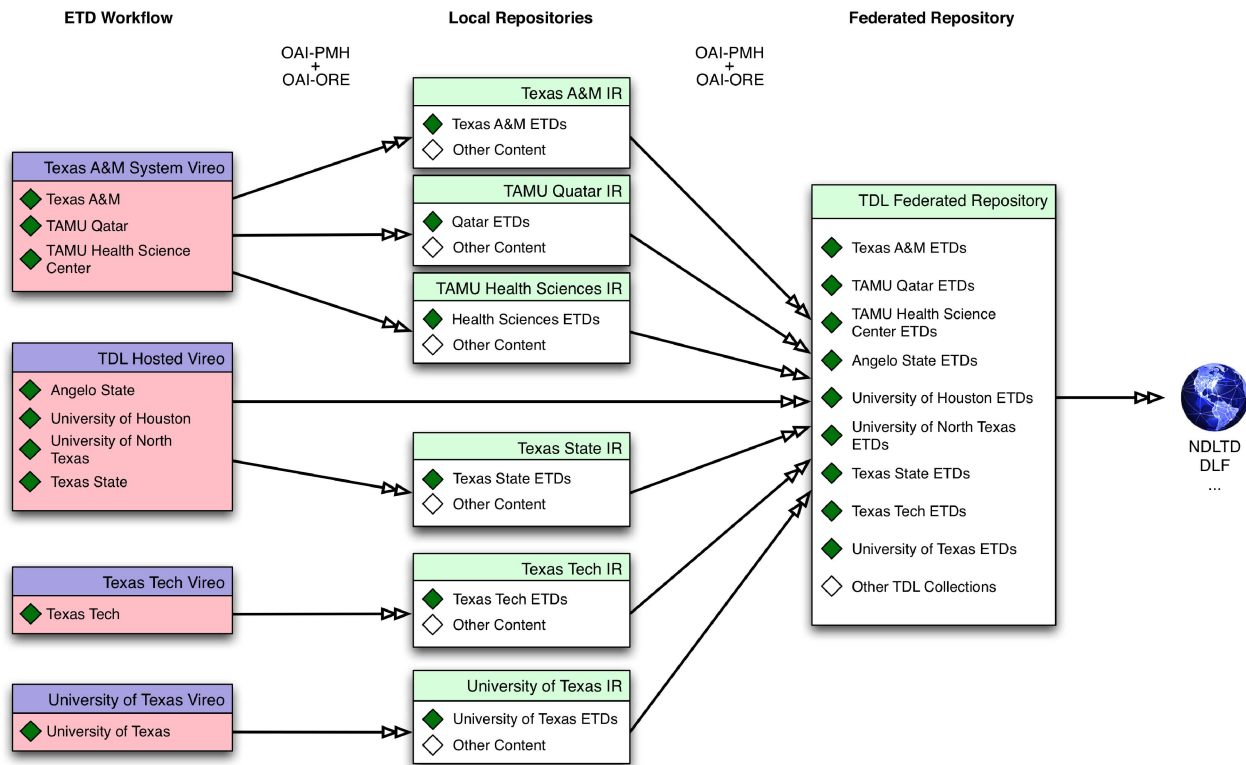 ETD Workflow
Local Repositories
Federated Repository
OAI-PMH
+
OAI-ORE
OAI-PMH
+
OAI-ORE
Texas A&M System Vireo
Texas A&M
TAMU Qatar
TAMU Health Science
Center
TDL Hosted Vireo
Angelo State
University of Houston
University of North
Texas
Texas State
Texas Tech Vireo
Texas Tech
University of Texas Vireo
University of Texas
Texas A&M IR
Texas A&M ETDs
Other Content
TAMU Quatar IR
Qatar ETDs
Other Content
TAMU Health Sciences IR
Health Sciences ETDs
Other Content
Texas State IR
Texas State ETDs
Other Content
Texas Tech IR
Texas Tech ETDs
Other Content
University of Texas IR
University of Texas ETDs
Other Content
TDL Federated Repository
Texas A&M ETDs
TAMU Qatar ETDs
TAMU Health Science
Center ETDs
Angelo State ETDs
University of Houston ETDs
University of North Texas
ETDs
Texas State ETDs
Texas Tech ETDs
University of Texas ETDs
Other TDL Collections
NDLTD
DLF
...